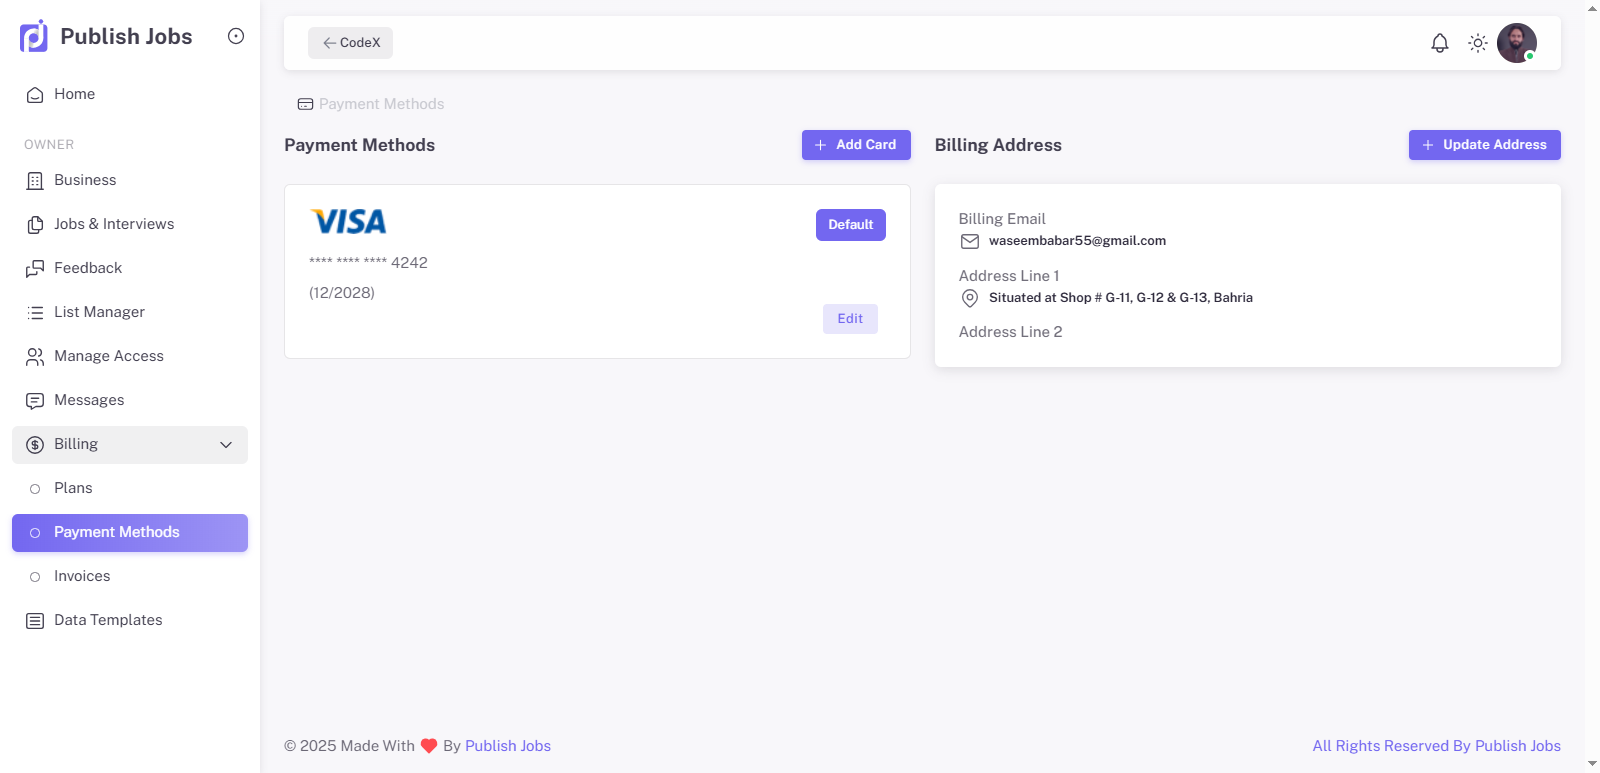 Publish Jobs
Home
OWNER
Business
Jobs & Interviews
Feedback
List Manager
Manage Access
Messages
Billing
Plans
Payment Methods
Invoices
Data Templates
CodeX
Payment Methods
Payment Methods
Add Card
VISA
Default
**** **** **** 4242
(12/2028)
Edit
Billing Address
Update Address
Billing Email
waseembabar55@gmail.com
Address Line 1
Situated at Shop # G-11, G-12 & G-13, Bahria
Address Line 2
© 2025 Made With ❤️ By Publish Jobs
All Rights Reserved By Publish Jobs